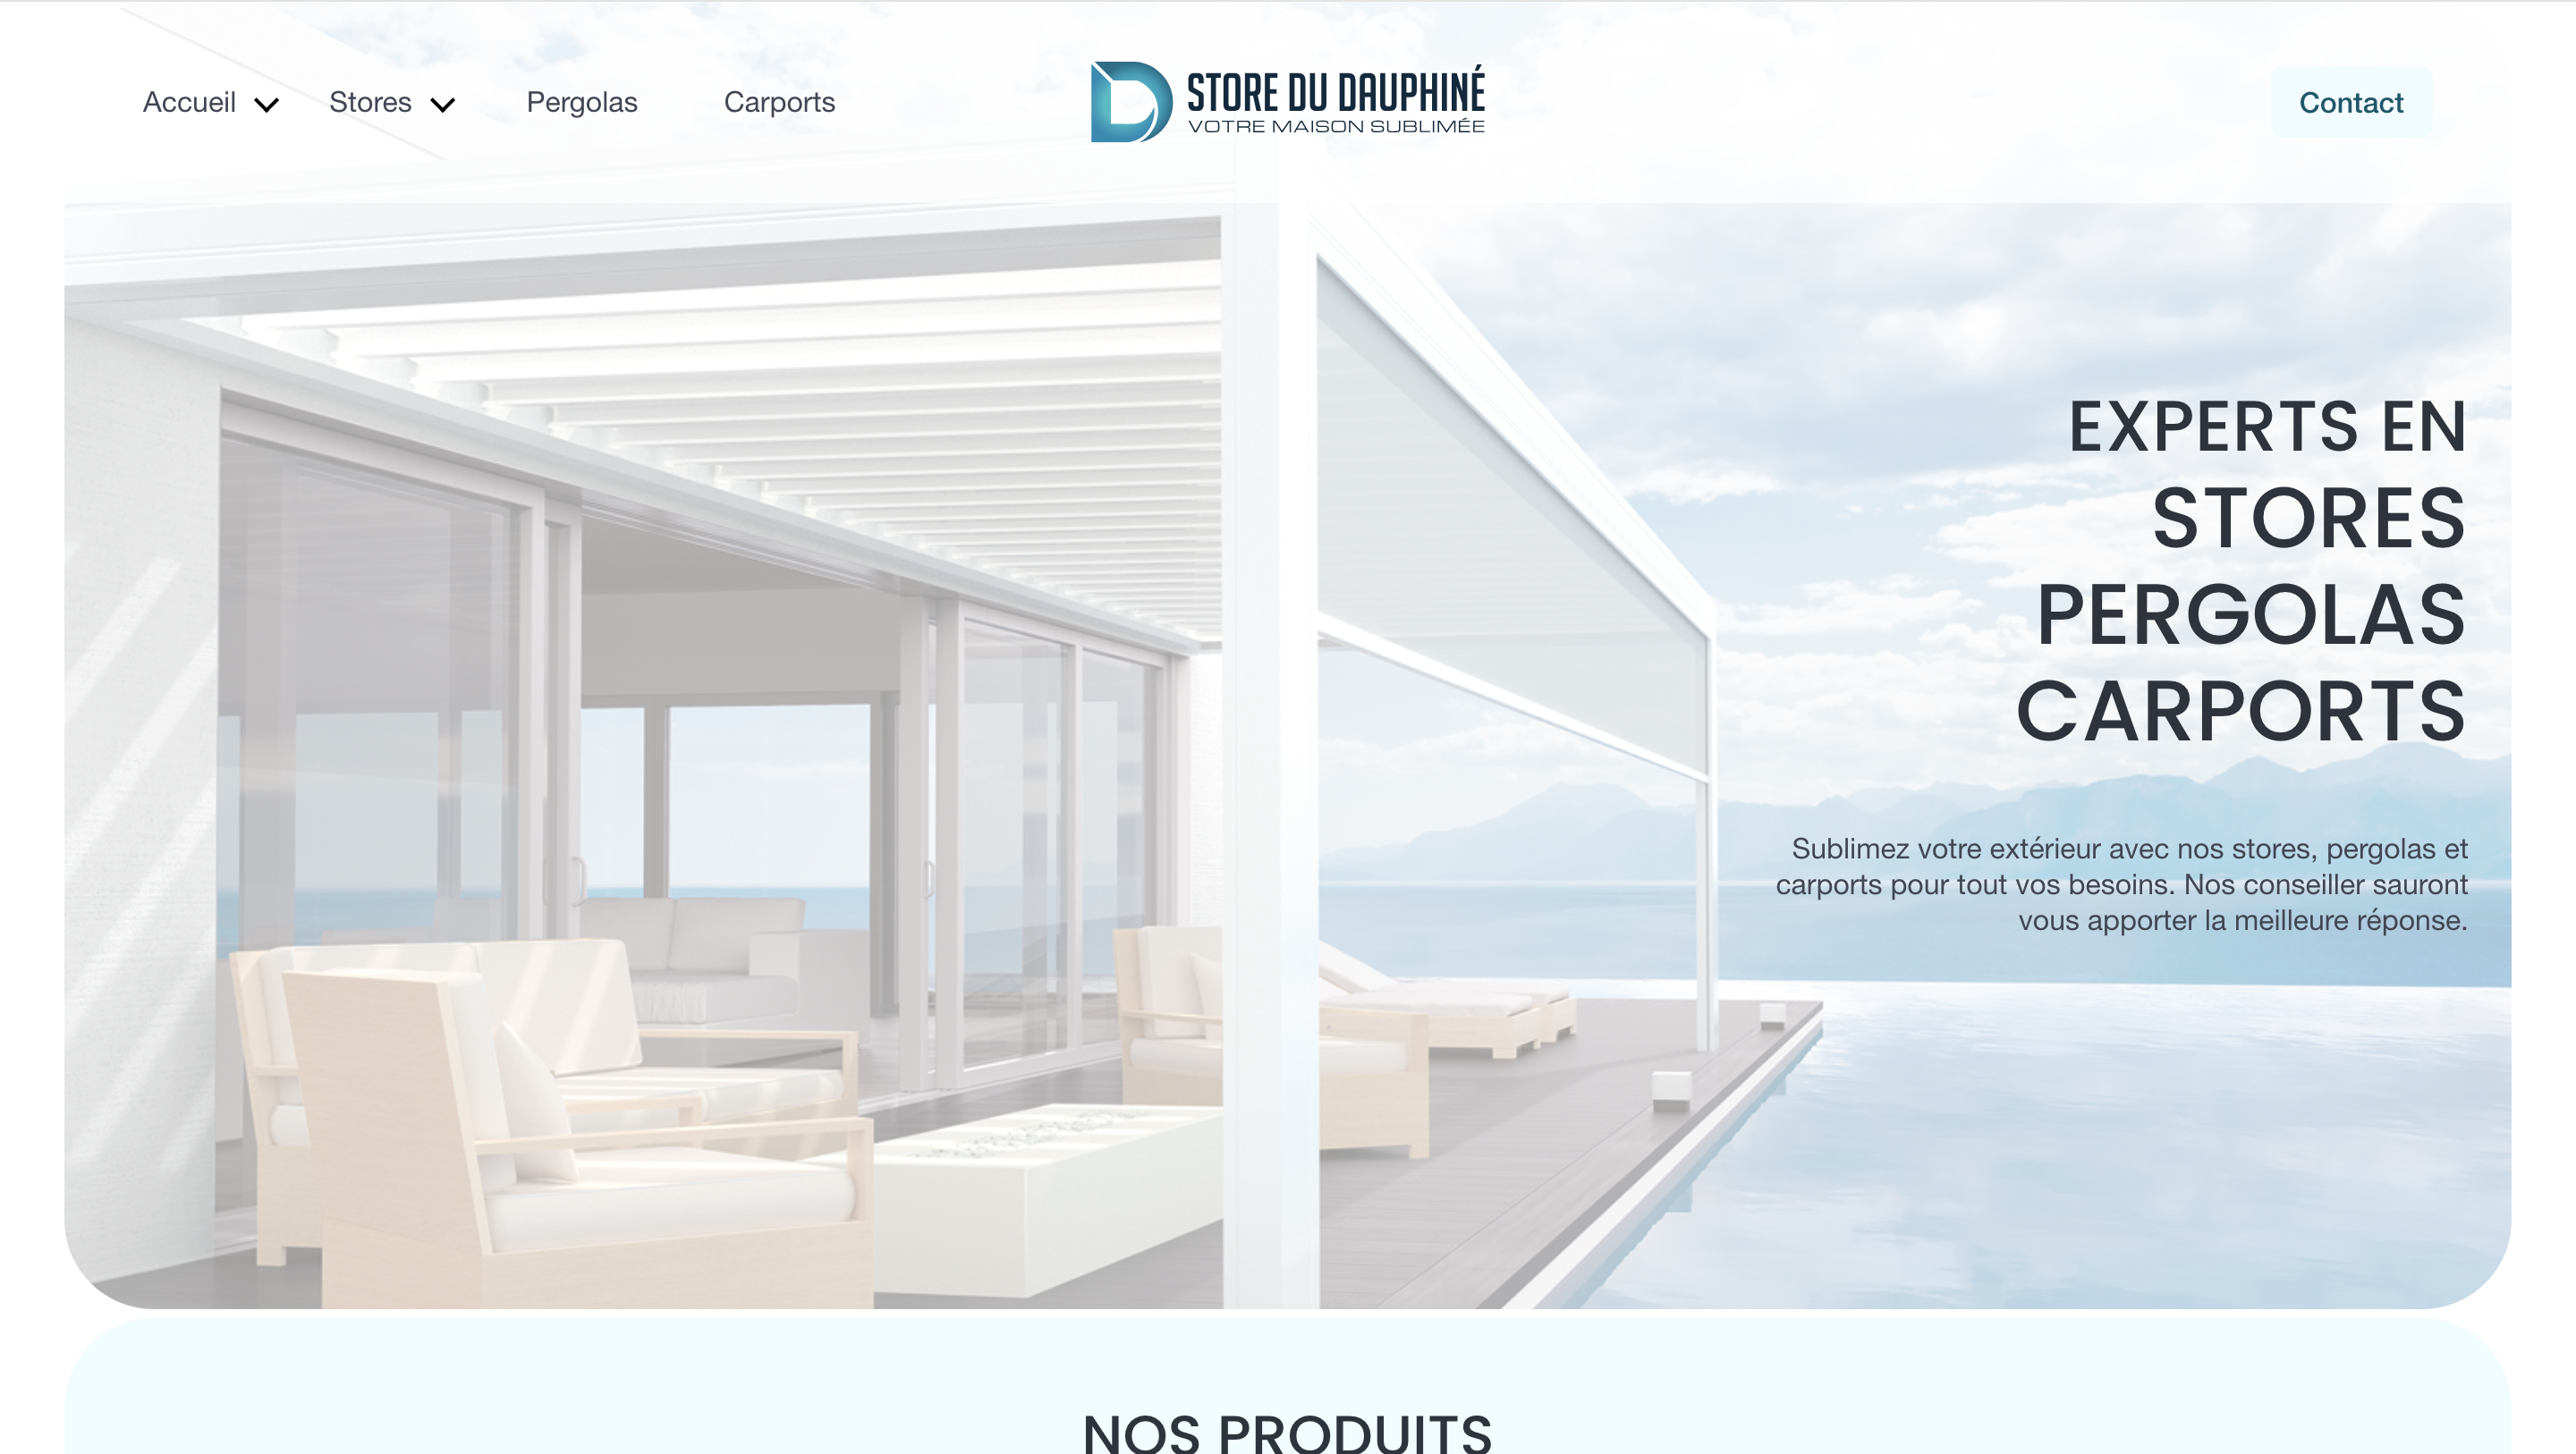 Accueil
Stores
Pergolas
Carports
STORE DU DAUPHINÉ
VOTRE MAISON SUBLIMÉE
Contact
EXPERTS EN
STORES
PERGOLAS
CARPORTS
Sublimez votre extérieur avec nos stores, pergolas et
carports pour tout vos besoins. Nos conseiller sauront
vous apporter la meilleure réponse.
NOS PRODUITS